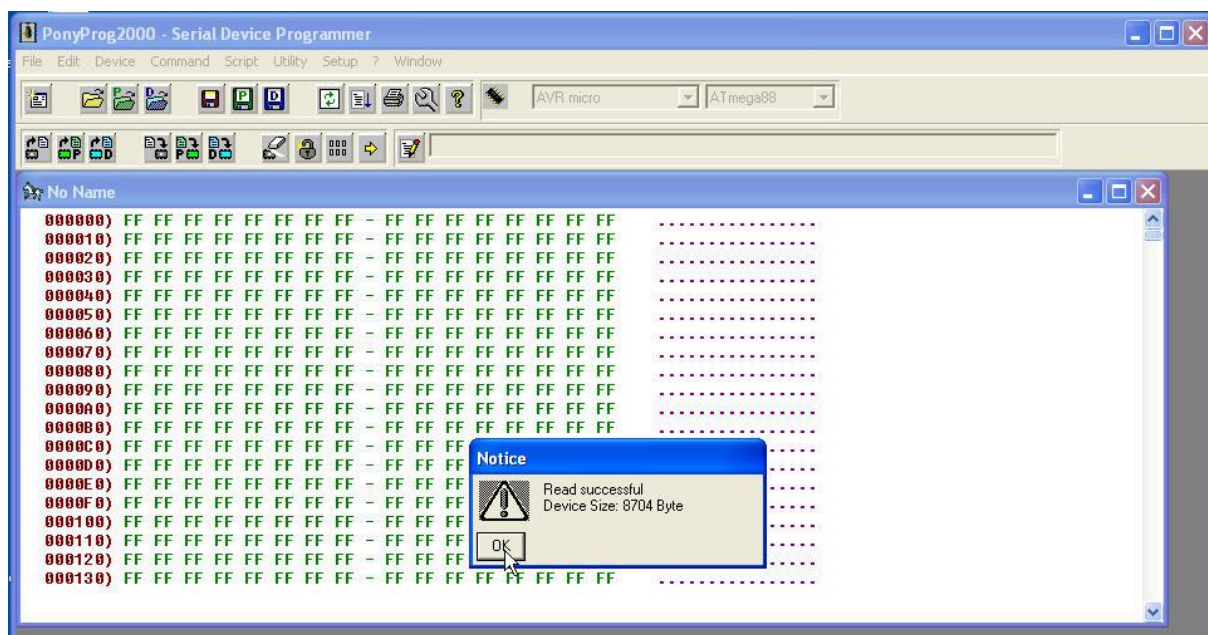 PonyProg2000 - Serial Device Programmer
File Edit Device Command Script Utility Setup ? Window
AVR micro ATmega88
No Name
000000) FF FF FF FF FF FF FF FF - FF FF FF FF FF FF FF FF ................
000010) FF FF FF FF FF FF FF FF - FF FF FF FF FF FF FF FF ................
000020) FF FF FF FF FF FF FF FF - FF FF FF FF FF FF FF FF ................
000030) FF FF FF FF FF FF FF FF - FF FF FF FF FF FF FF FF ................
000040) FF FF FF FF FF FF FF FF - FF FF FF FF FF FF FF FF ................
000050) FF FF FF FF FF FF FF FF - FF FF FF FF FF FF FF FF ................
000060) FF FF FF FF FF FF FF FF - FF FF FF FF FF FF FF FF ................
000070) FF FF FF FF FF FF FF FF - FF FF FF FF FF FF FF FF ................
000080) FF FF FF FF FF FF FF FF - FF FF FF FF FF FF FF FF ................
000090) FF FF FF FF FF FF FF FF - FF FF FF FF FF FF FF FF ................
0000A0) FF FF FF FF FF FF FF FF - FF FF FF FF FF FF FF FF ................
0000B0) FF FF FF FF FF FF FF FF - FF FF FF FF FF FF FF FF ................
0000C0) FF FF FF FF FF FF FF FF - FF FF FF
0000D0) FF FF FF FF FF FF FF FF - FF FF FF
0000E0) FF FF FF FF FF FF FF FF - FF FF FF
0000F0) FF FF FF FF FF FF FF FF - FF FF FF
000100) FF FF FF FF FF FF FF FF - FF FF FF
000110) FF FF FF FF FF FF FF FF - FF FF FF
000120) FF FF FF FF FF FF FF FF - FF FF FF
000130) FF FF FF FF FF FF FF FF - FF FF FF FF FF FF FF FF ................
Notice
Read successful
Device Size: 8704 Byte
OK